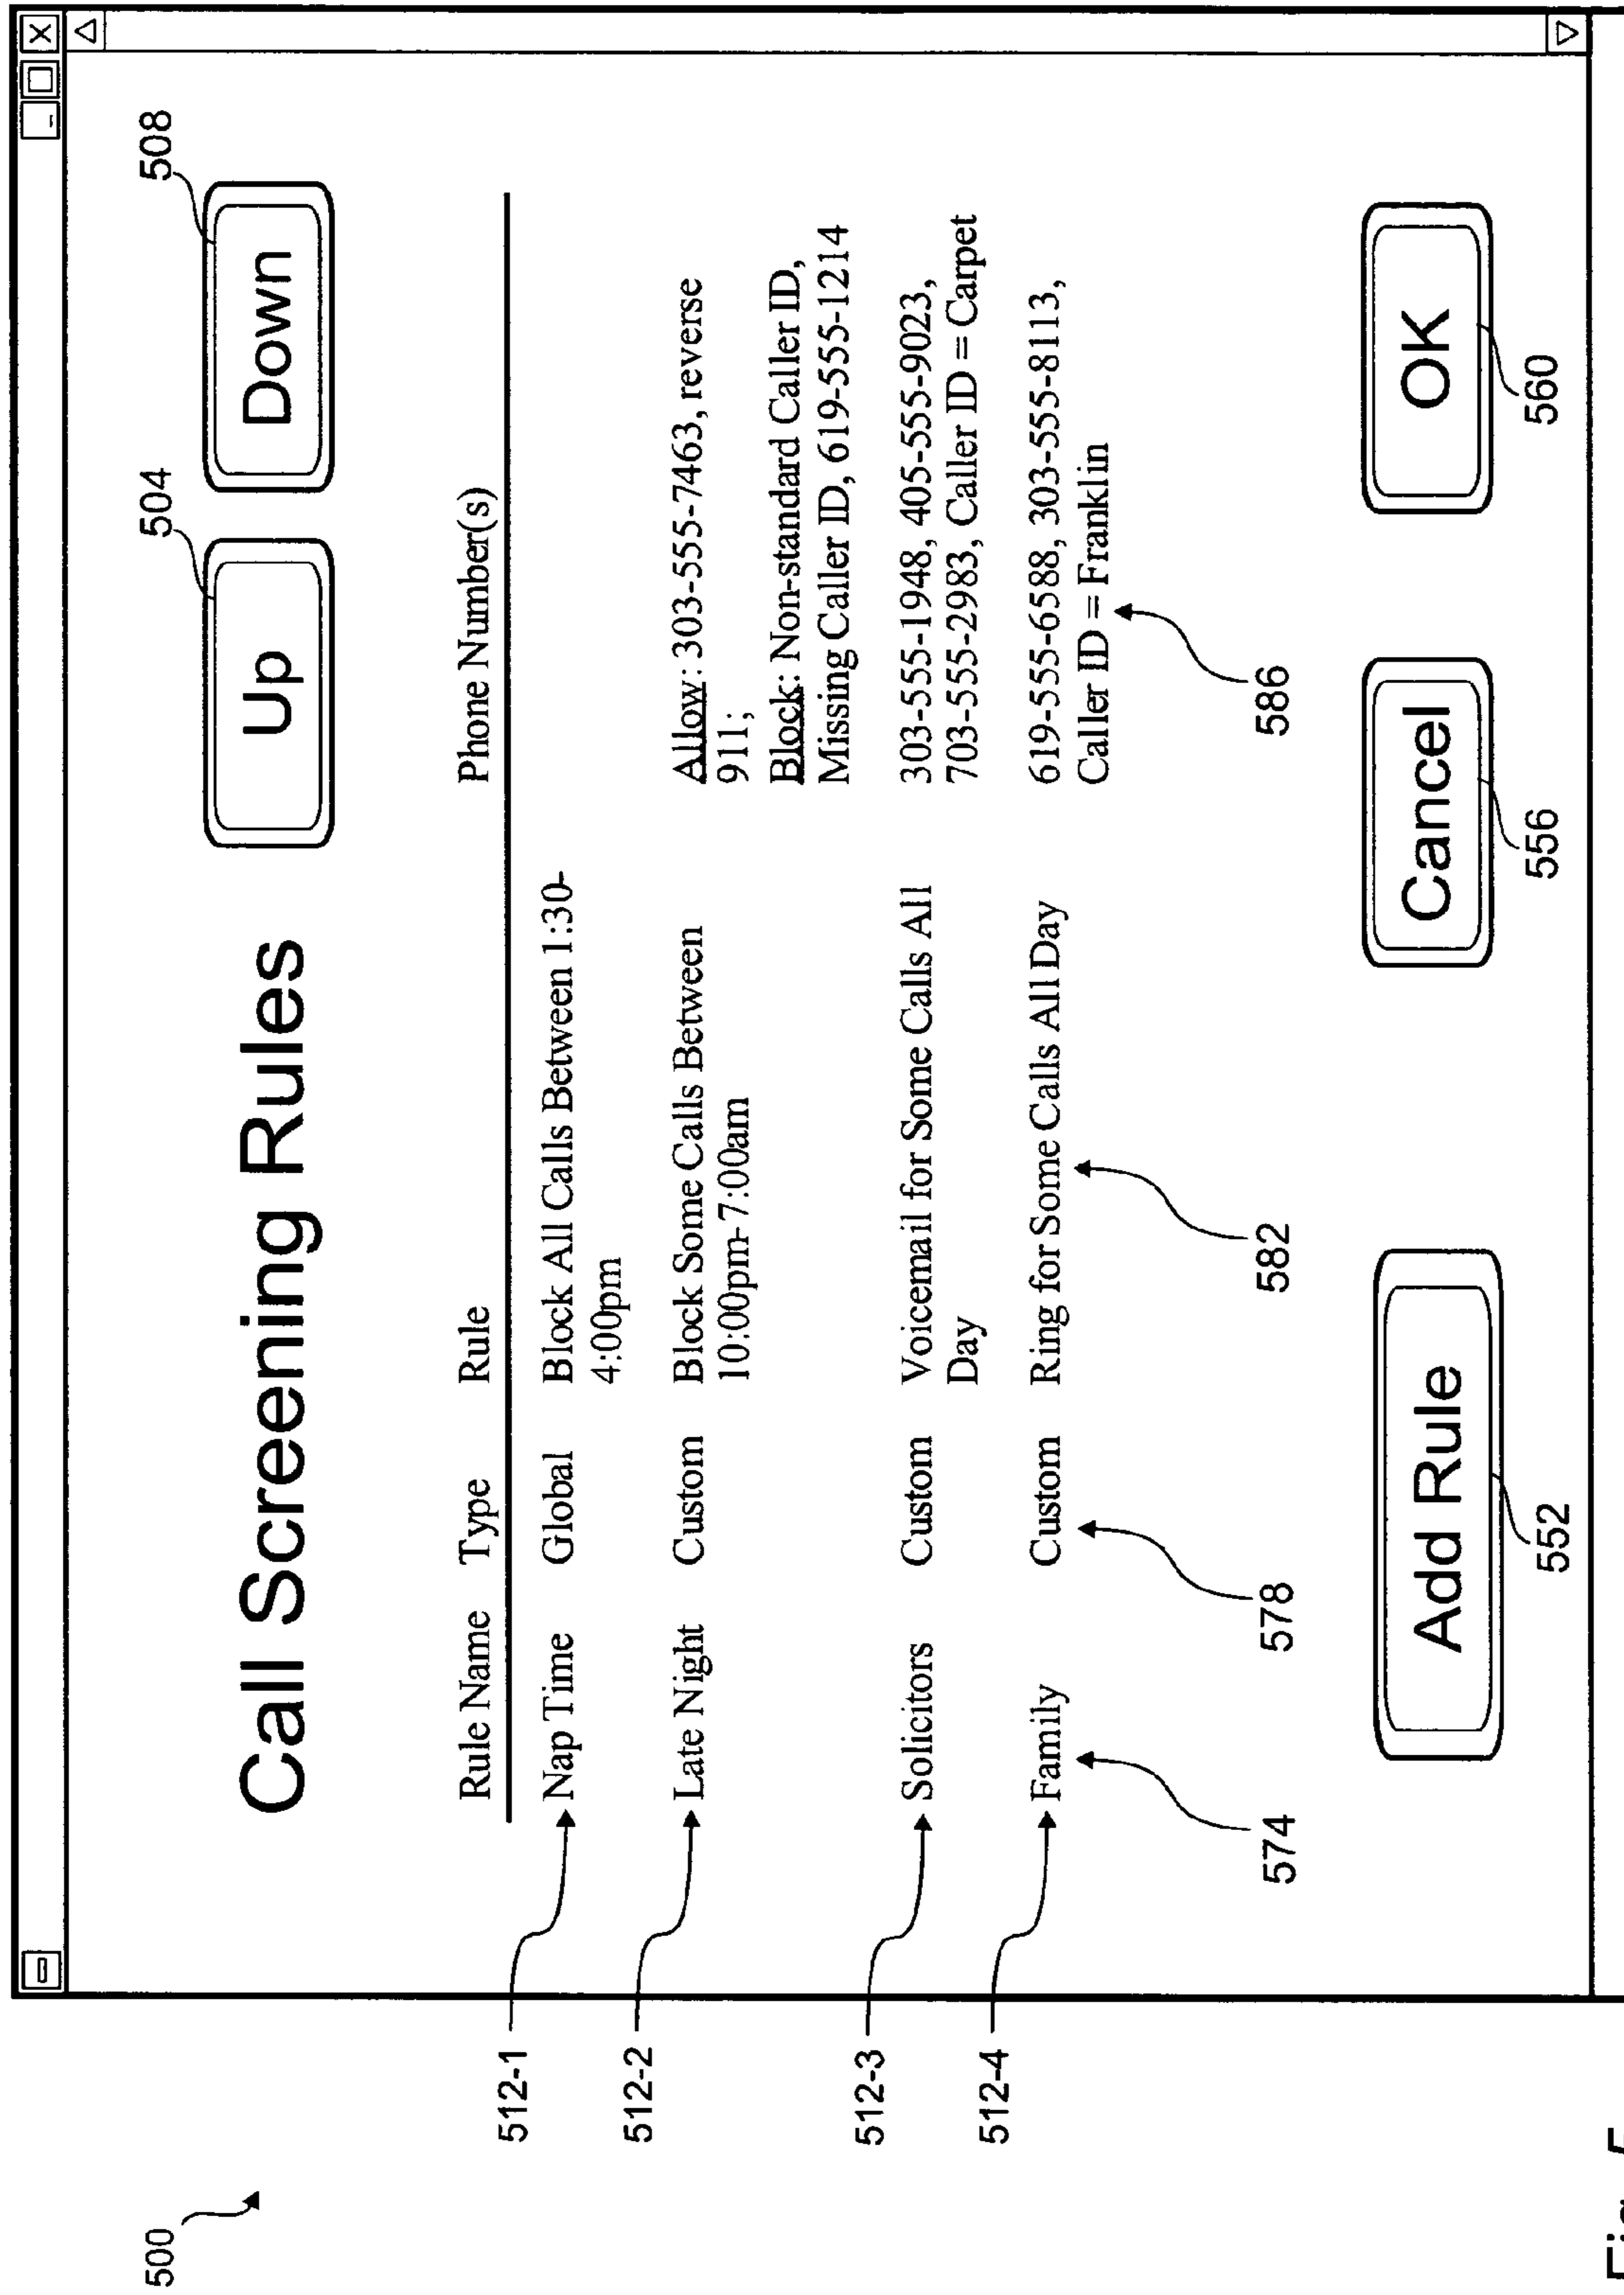 500
508
504
Call Screening Rules
Up
Down
Rule Name Type Rule Phone Number(s)
512-1
Nap Time Global Block All Calls Between 1:30-
4:00pm
512-2
Late Night Custom Block Some Calls Between Allow: 303-555-7463, reverse
10:00pm-7:00am 911;
Block: Non-standard Caller ID,
Missing Caller ID, 619-555-1214
512-3
Solicitors Custom Voicemail for Some Calls All 303-555-1948, 405-555-9023,
Day 703-555-2983, Caller ID = Carpet
512-4
Family Custom Ring for Some Calls All Day 619-555-6588, 303-555-8113,
Caller ID = Franklin
574
578
582
586
Add Rule
Cancel
OK
552
556
560